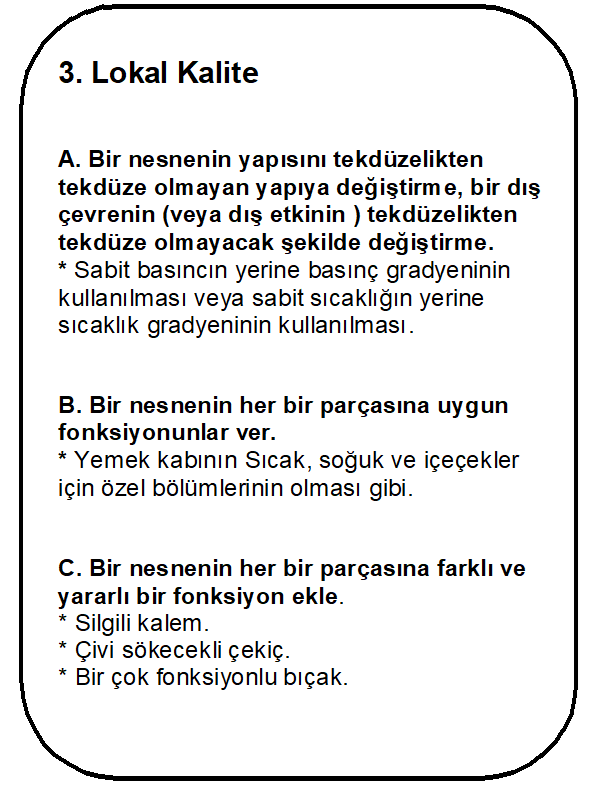 3. Lokal Kalite
A. Bir nesnenin yapısını tekdüzelikten
tekdüze olmayan yapıya değiştirme, bir dış
çevrenin (veya dış etkinin ) tekdüzelikten
tekdüze olmayacak şekilde değiştirme.
* Sabit basıncın yerine basınç gradyeninin
kullanılması veya sabit sıcaklığın yerine
sıcaklık gradyeninin kullanılması.
B. Bir nesnenin her bir parçasına uygun
fonksiyonunlar ver.
* Yemek kabının Sıcak, soğuk ve içeçekler
için özel bölümlerinin olması gibi.
C. Bir nesnenin her bir parçasına farklı ve
yararlı bir fonksiyon ekle.
* Silgili kalem.
* Çivi sökecekli çekiç.
* Bir çok fonksiyonlu bıçak.